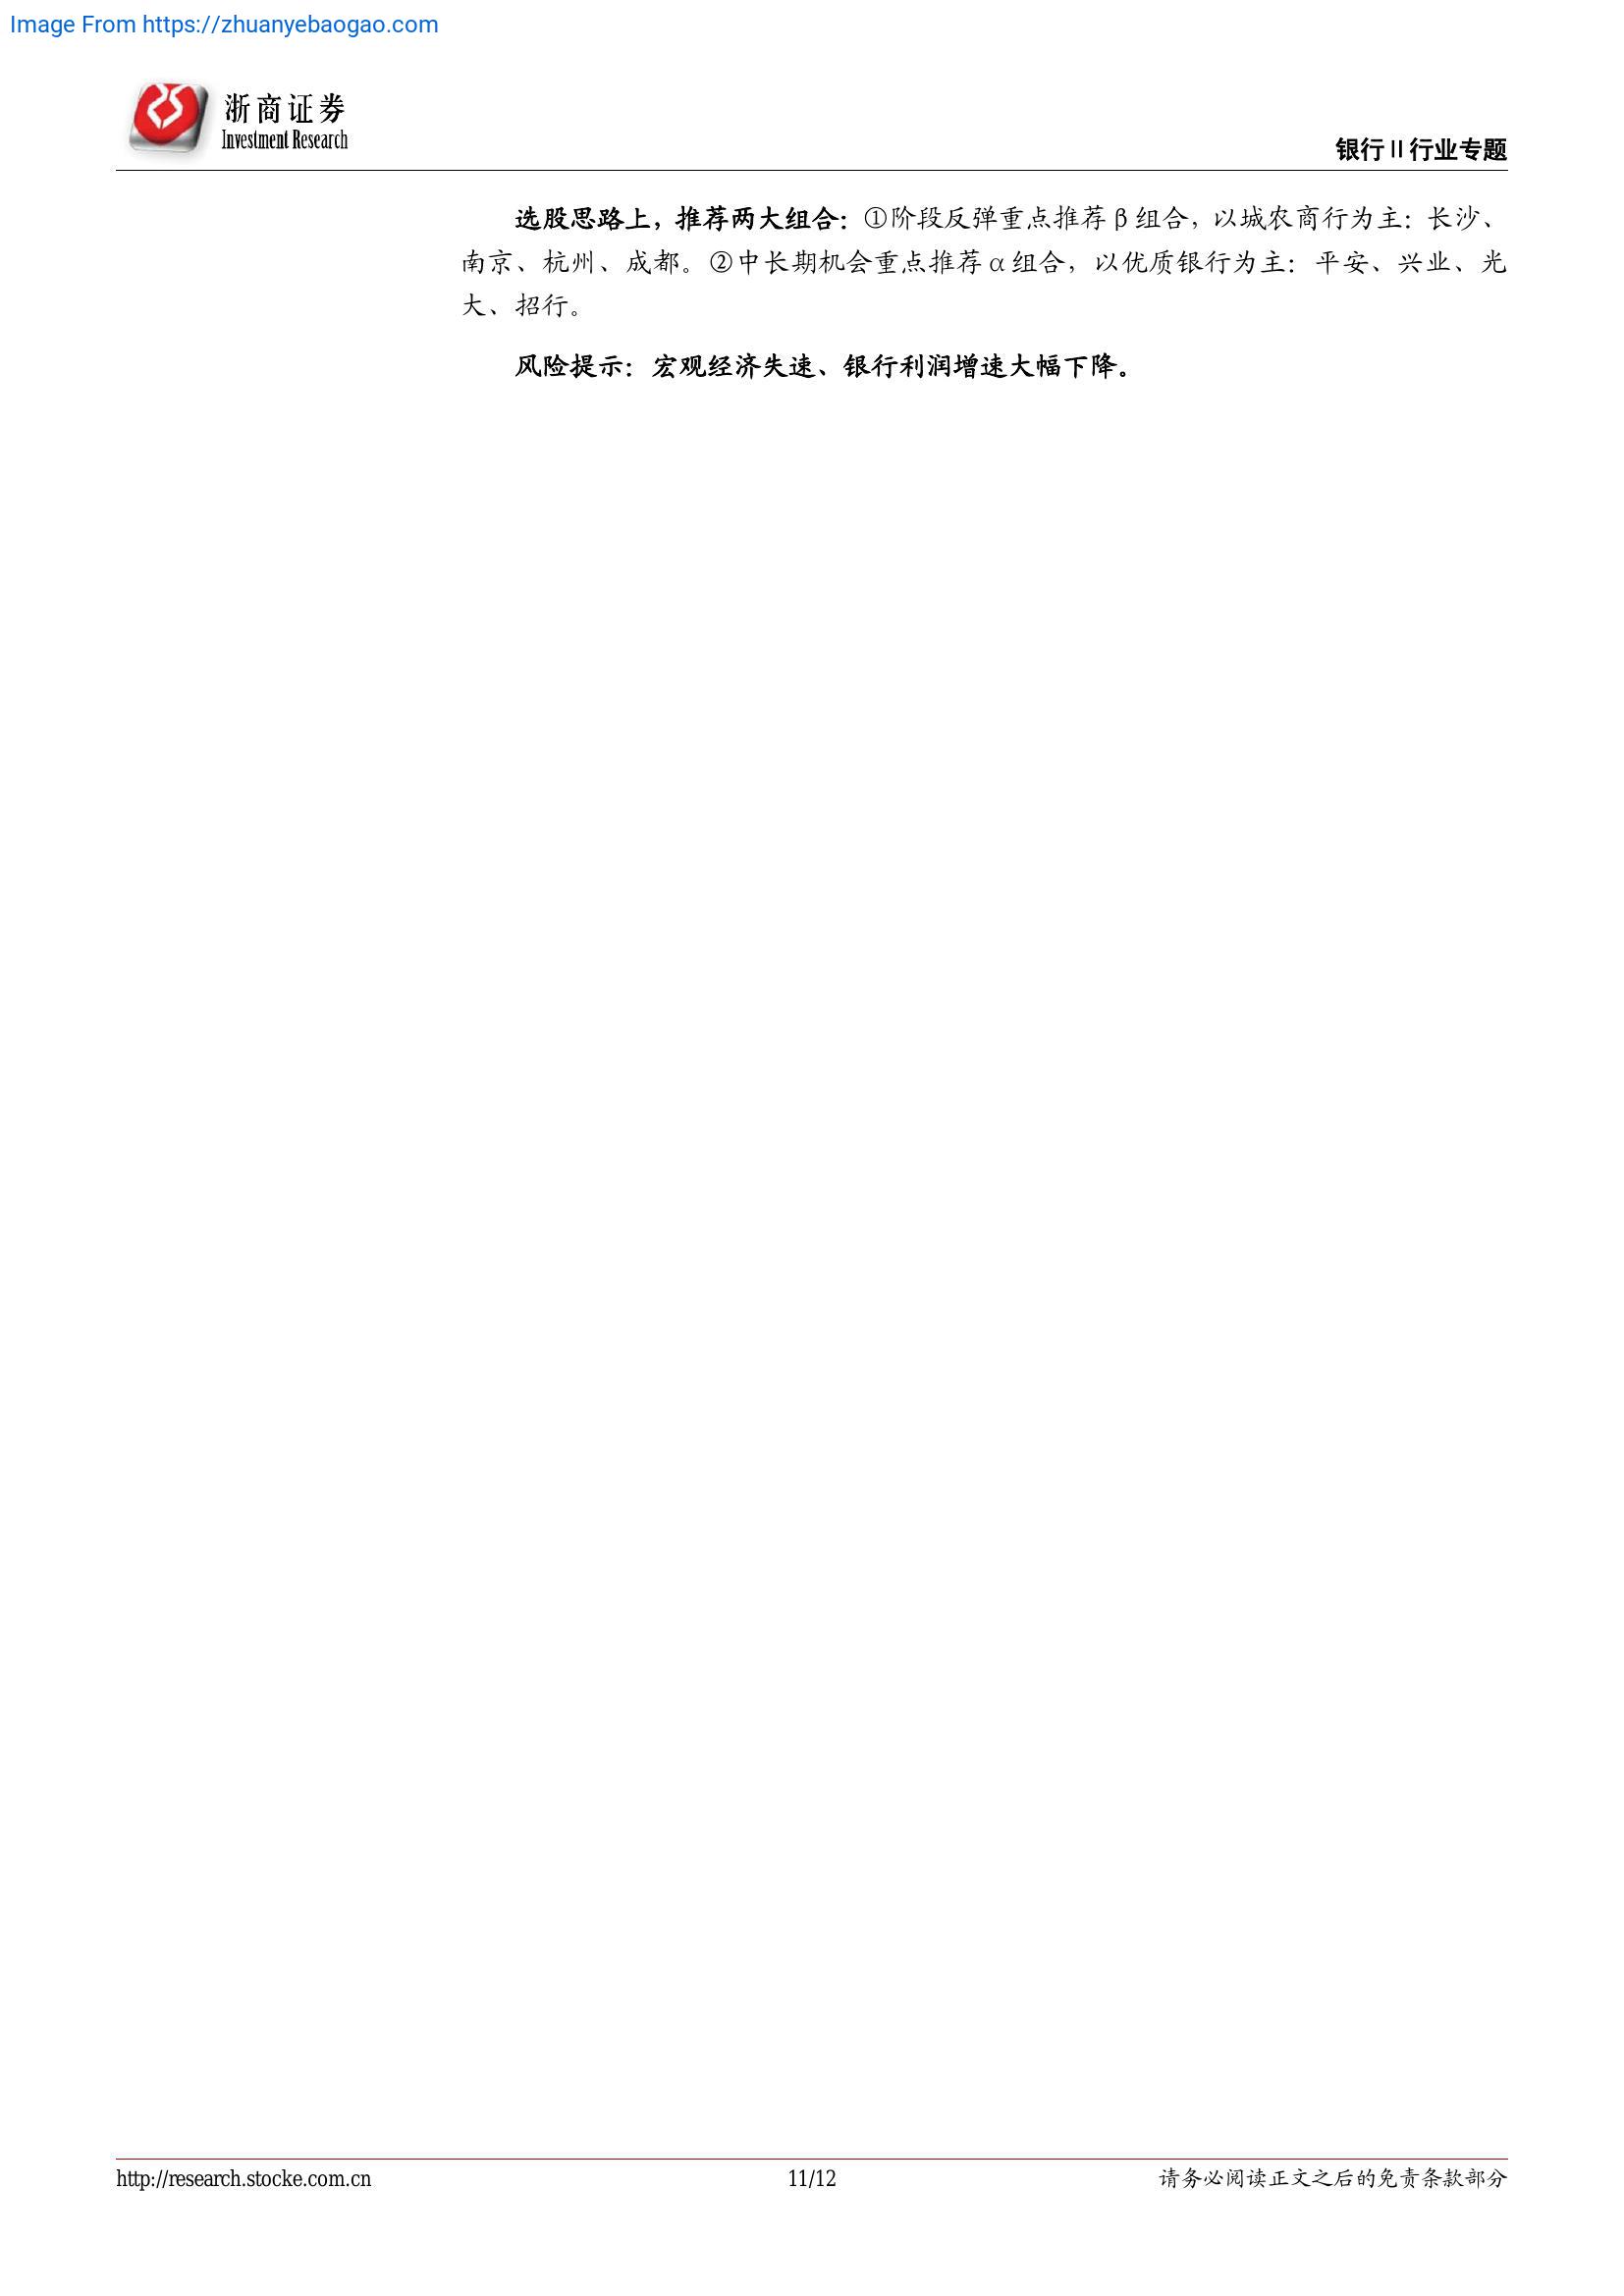 Image From https://zhuanyebaogao.com
浙商证券
Investment Research
银行Ⅱ行业专题
选股思路上，推荐两大组合：①阶段反弹重点推荐β组合，以城农商行为主：长沙、
南京、杭州、成都。②中长期机会重点推荐α组合，以优质银行为主：平安、兴业、光
大、招行。
风险提示：宏观经济失速、银行利润增速大幅下降。
http://research.stocke.com.cn
11/12
请务必阅读正文之后的免责条款部分